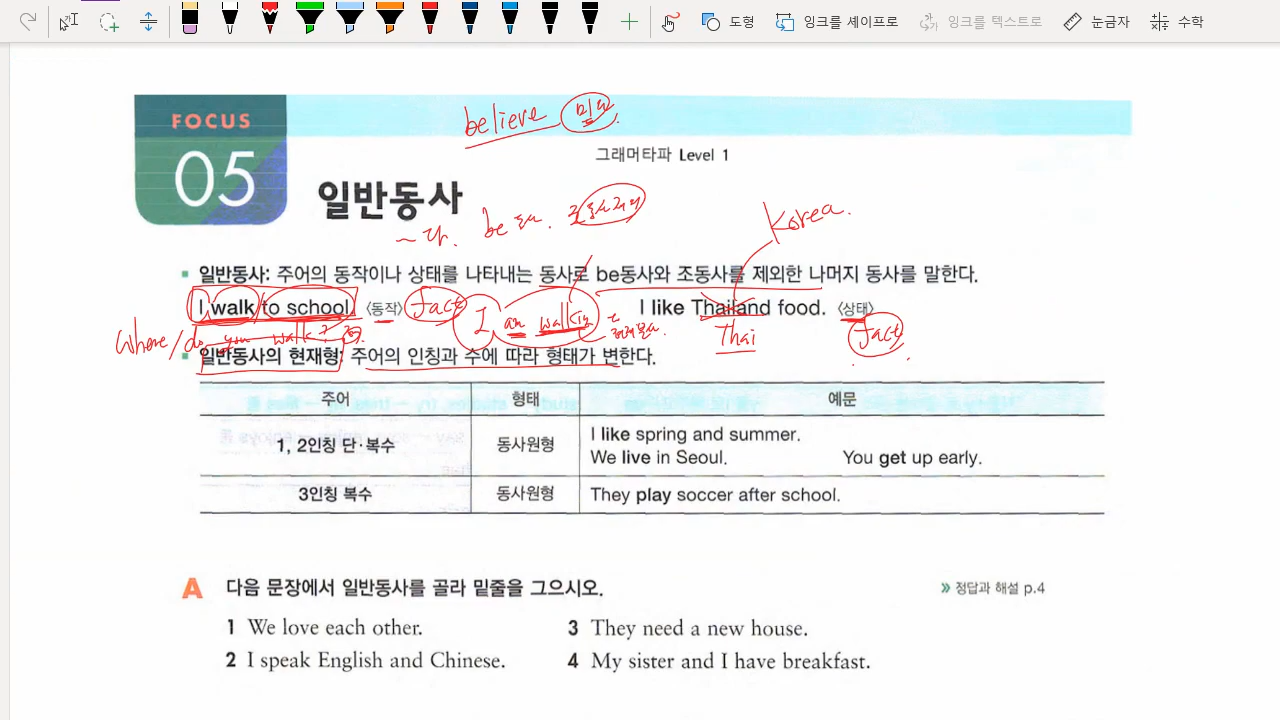 도형 잉크를 셰이프로 잉크를 텍스트로 눈금자 수학
believe 믿다
FOCUS
05
그래머타파 Level 1
일반동사
~다. be 동사.
Korea.
일반동사: 주어의 동작이나 상태를 나타내는 동사로 be동사와 조동사를 제외한 나머지 동사를 말한다.
I walk to school. 〈동작〉 fact I am walking I like Thailand food. 〈상태〉
Where/do you walk? Thai fact
일반동사의 현재형: 주어의 인칭과 수에 따라 형태가 변한다.
주어 형태 예문
1, 2인칭 단·복수 동사원형 I like spring and summer.
We live in Seoul. You get up early.
3인칭 복수 동사원형 They play soccer after school.
A 다음 문장에서 일반동사를 골라 밑줄을 그으시오. » 정답과 해설 p.4
1 We love each other. 3 They need a new house.
2 I speak English and Chinese. 4 My sister and I have breakfast.